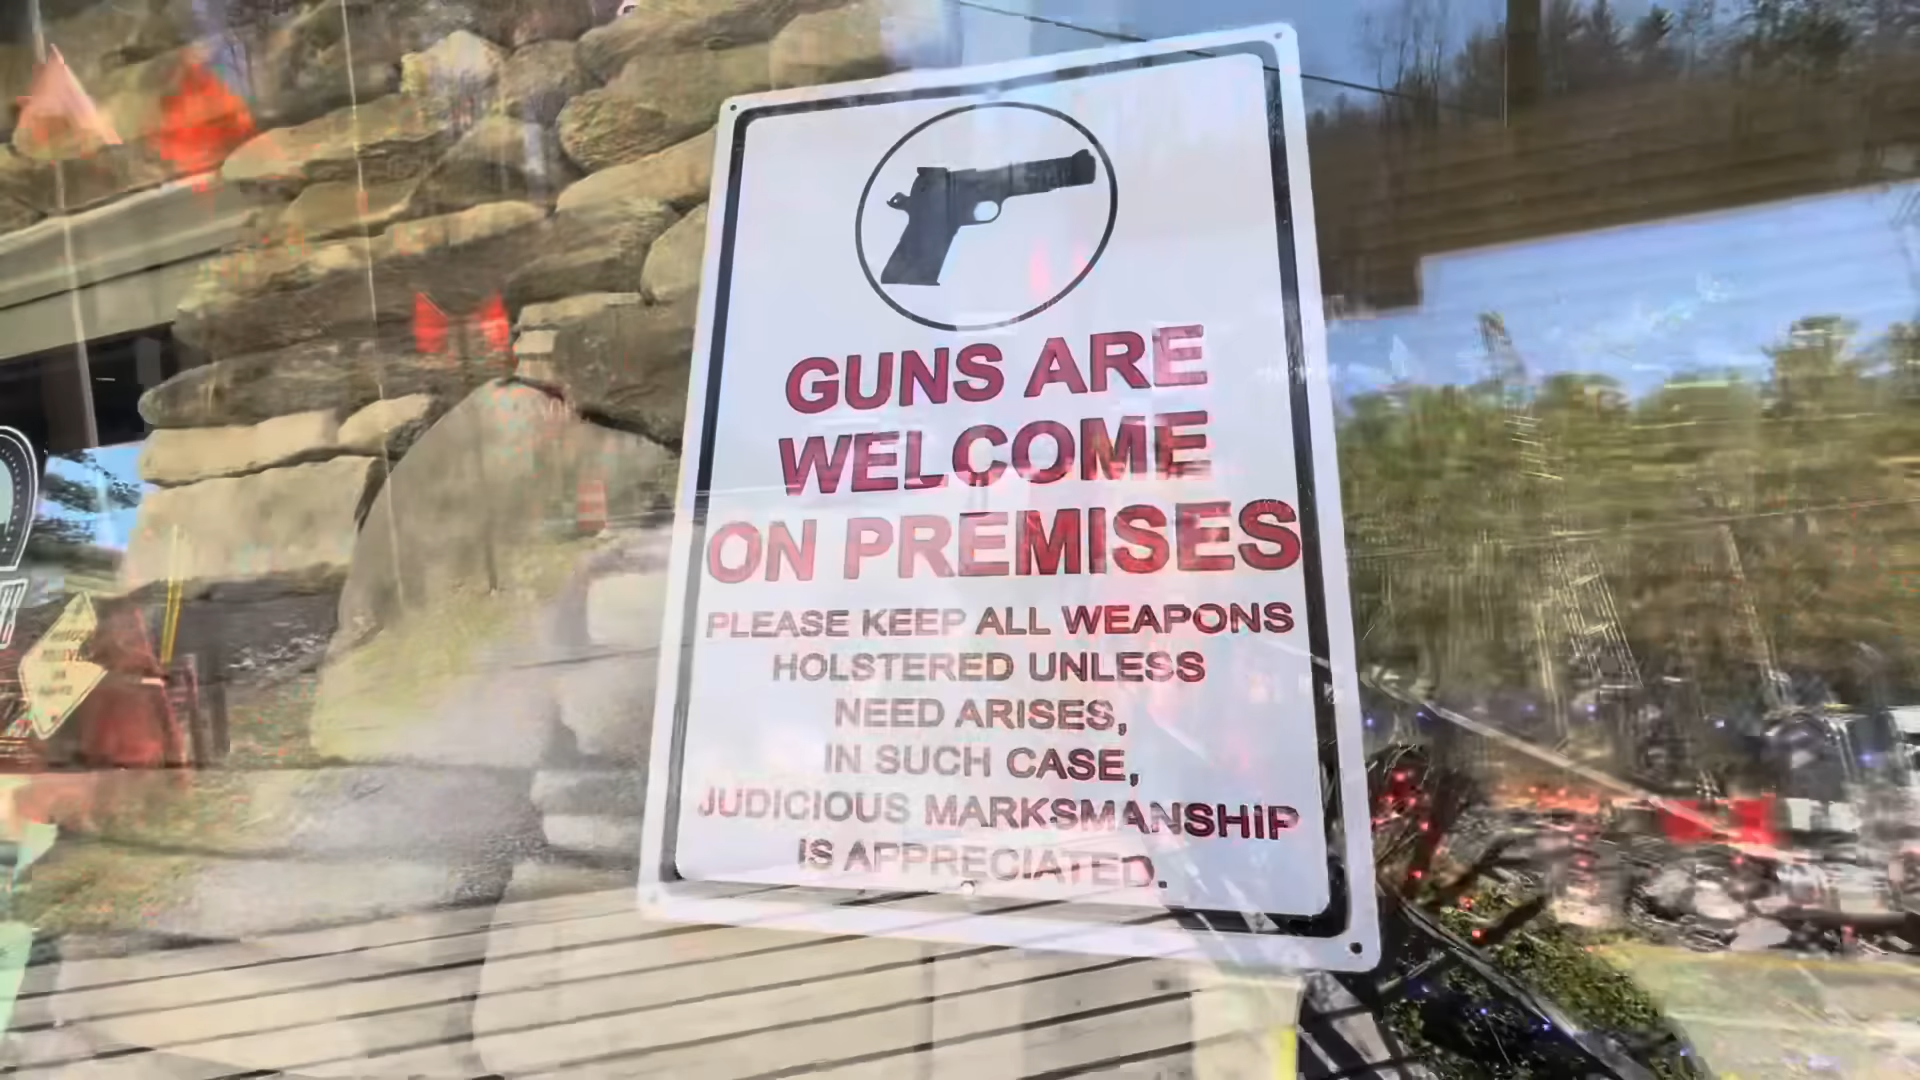 GUNS ARE
WELCOME
ON PREMISES
PLEASE KEEP ALL WEAPONS
HOLSTERED UNLESS
NEED ARISES,
IN SUCH CASE,
JUDICIOUS MARKSMANSHIP
IS APPRECIATED.